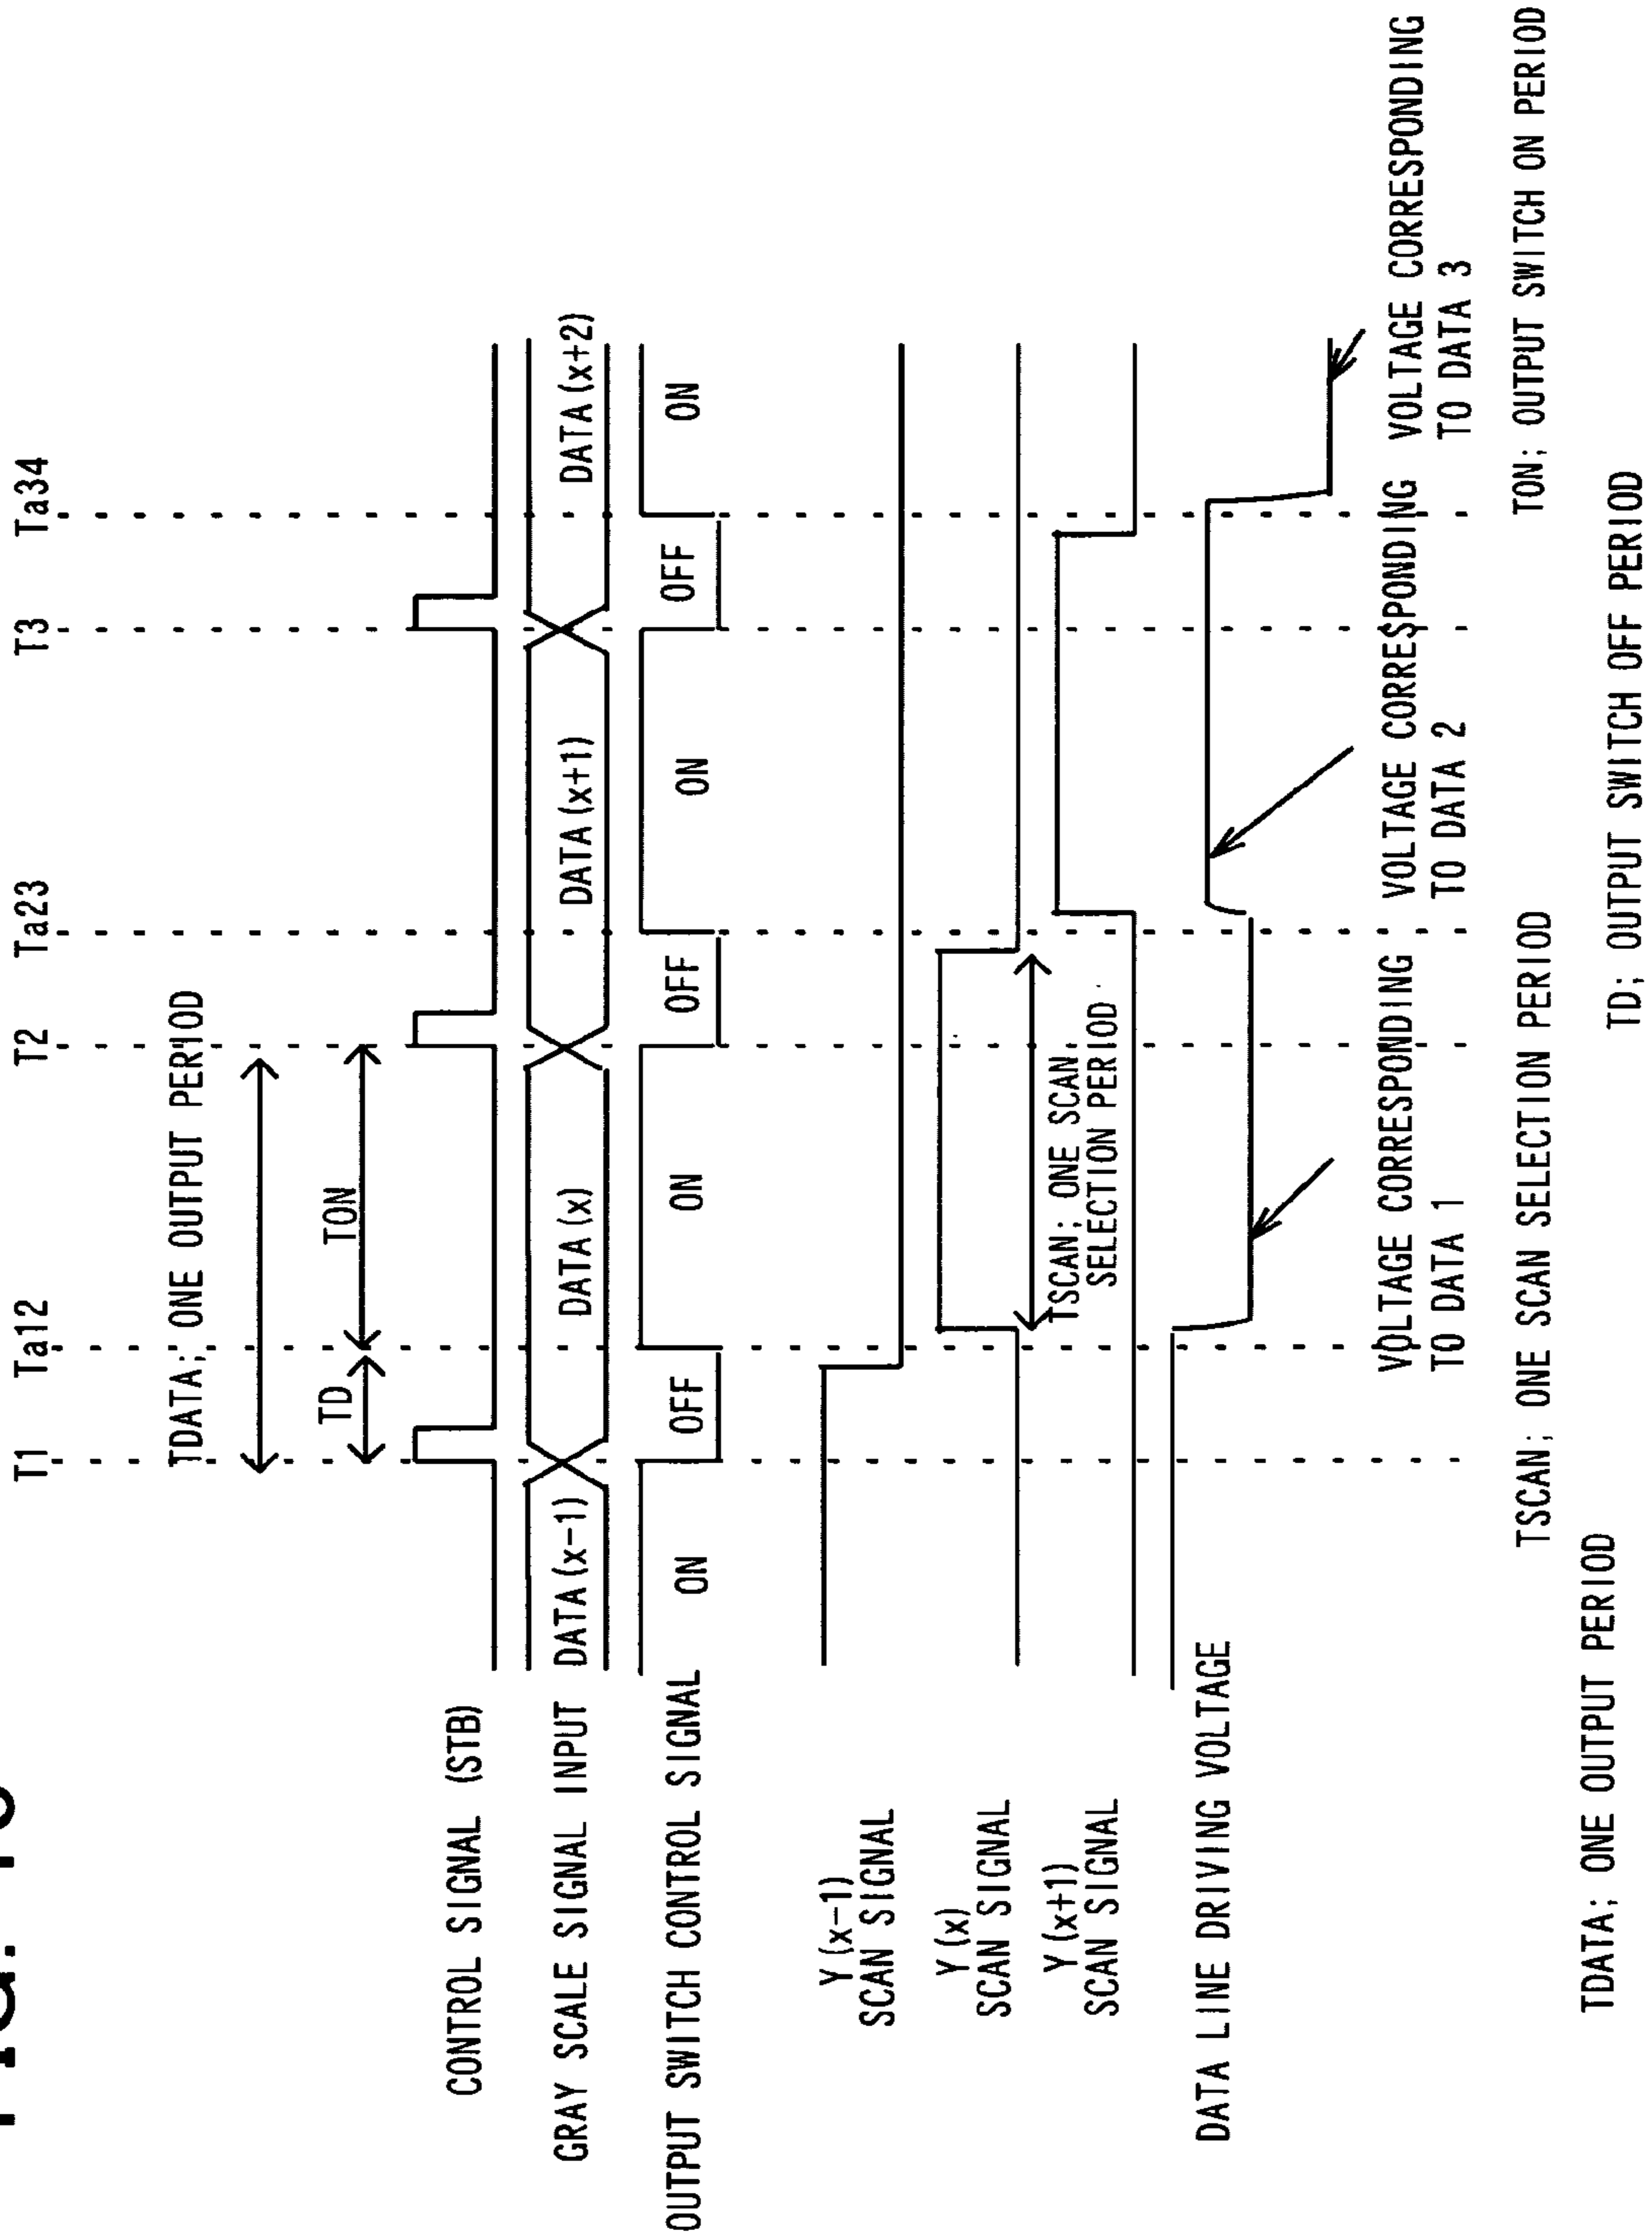 T1 Ta12 T2 Ta23 T3 Ta34
TDATA; ONE OUTPUT PERIOD
TD TON
CONTROL SIGNAL (STB)
GRAY SCALE SIGNAL INPUT DATA(x-1) DATA(x) DATA(x+1) DATA(x+2)
OUTPUT SWITCH CONTROL SIGNAL ON OFF ON OFF ON OFF ON
Y(x-1)
SCAN SIGNAL
Y(x)
SCAN SIGNAL
TSCAN; ONE SCAN
SELECTION PERIOD
Y(x+1)
SCAN SIGNAL
DATA LINE DRIVING VOLTAGE
VOLTAGE CORRESPONDING
TO DATA 1
VOLTAGE CORRESPONDING
TO DATA 2
VOLTAGE CORRESPONDING
TO DATA 3
TSCAN; ONE SCAN SELECTION PERIOD
TON; OUTPUT SWITCH ON PERIOD
TDATA; ONE OUTPUT PERIOD
TD; OUTPUT SWITCH OFF PERIOD